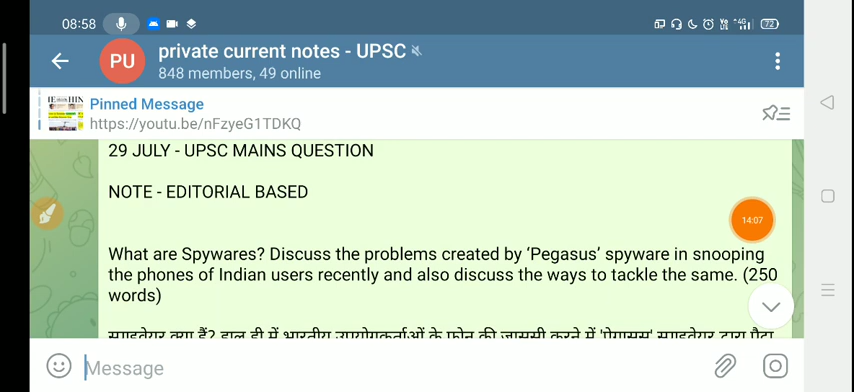 08:58
4G
72
PU
private current notes - UPSC
848 members, 49 online
Pinned Message
https://youtu.be/nFzyeG1TDKQ
29 JULY - UPSC MAINS QUESTION
NOTE - EDITORIAL BASED
14:07
What are Spywares? Discuss the problems created by ‘Pegasus’ spyware in snooping
the phones of Indian users recently and also discuss the ways to tackle the same. (250
words)
स्पाइवेयर क्या हैं? हाल ही में भारतीय उपयोगकर्ताओं के फोन की जासूसी करने में 'पेगासस' स्पाइवेयर द्वारा पैदा
Message